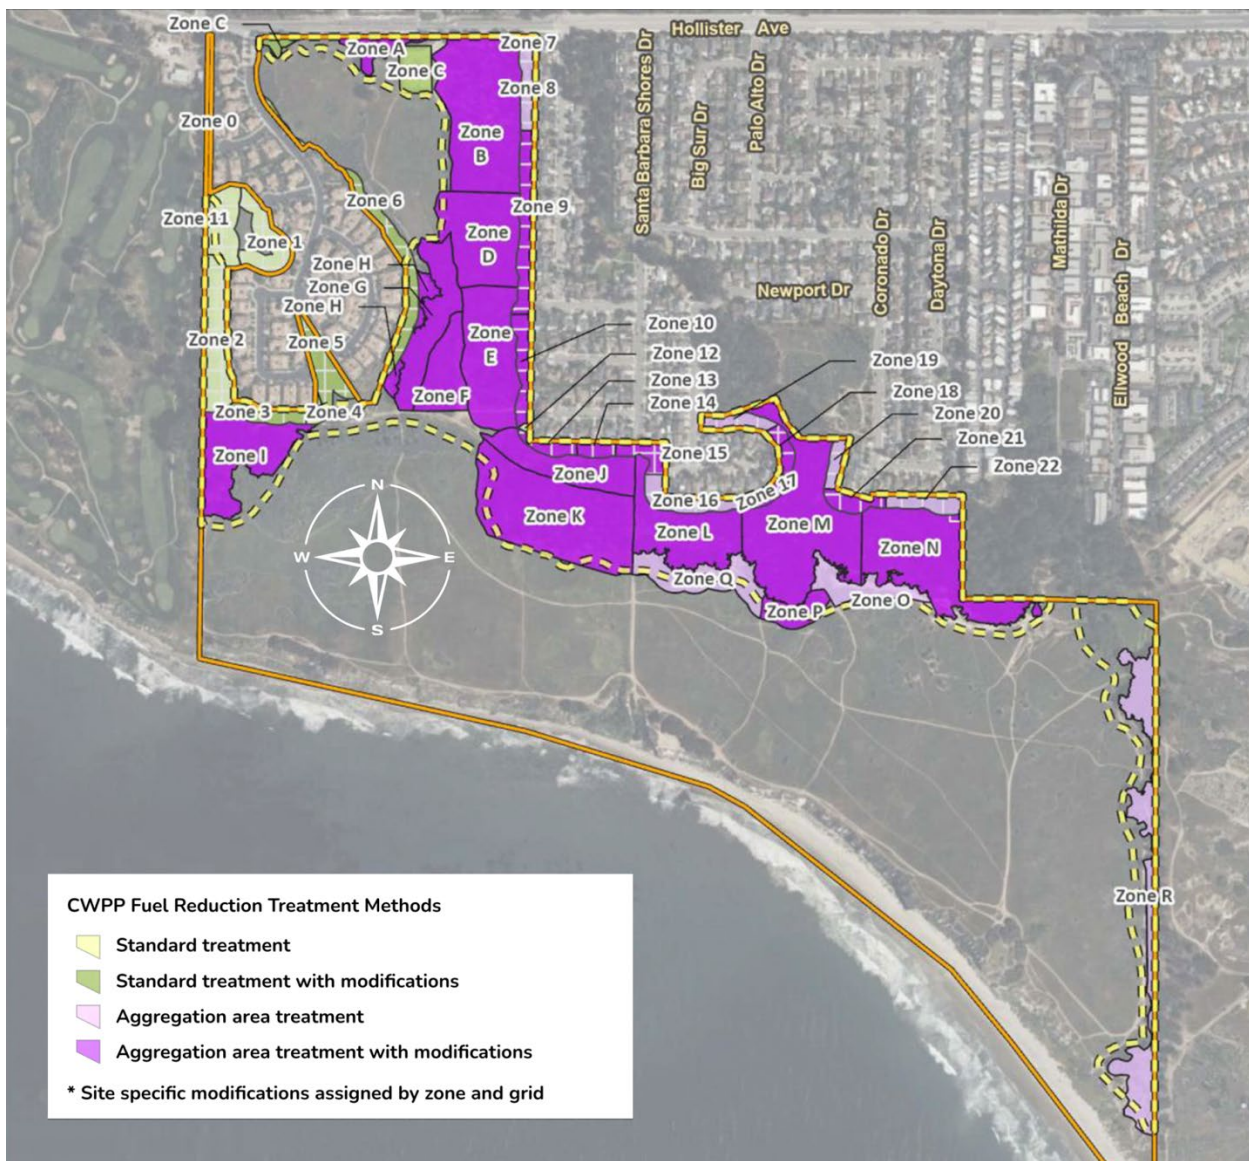 Zone C
Hollister Ave
Zone A
Zone 7
Zone C
Zone 8
Zone 0
Zone B
Santa Barbara Shores Dr
Big Sur Dr
Palo Alto Dr
Zone 6
Zone 9
Zone 11
Zone 1
Zone D
Mathilda Dr
Coronado Dr
Daytona Dr
Ellwood Beach Dr
Zone H
Zone G
Zone H
Newport Dr
Zone 10
Zone 2
Zone 5
Zone E
Zone 12
Zone 19
Zone 13
Zone 18
Zone F
Zone 14
Zone 3
Zone 4
Zone 20
Zone 21
Zone I
Zone 15
Zone 22
Zone J
N
Zone 16
Zone 17
Zone K
Zone L
Zone M
Zone N
W
E
Zone Q
Zone O
Zone P
S
Zone R
CWPP Fuel Reduction Treatment Methods
Standard treatment
Standard treatment with modifications
Aggregation area treatment
Aggregation area treatment with modifications
* Site specific modifications assigned by zone and grid